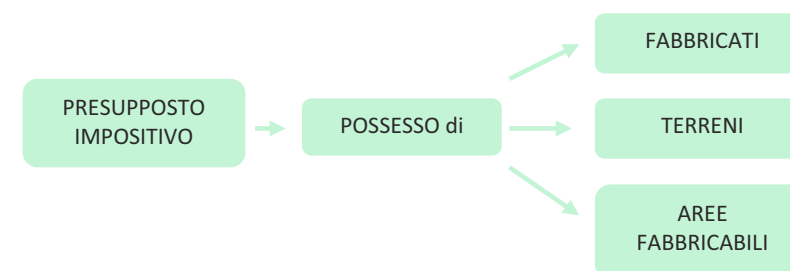 PRESUPPOSTO
IMPOSITIVO
POSSESSO di
FABBRICATI
TERRENI
AREE
FABBRICABILI